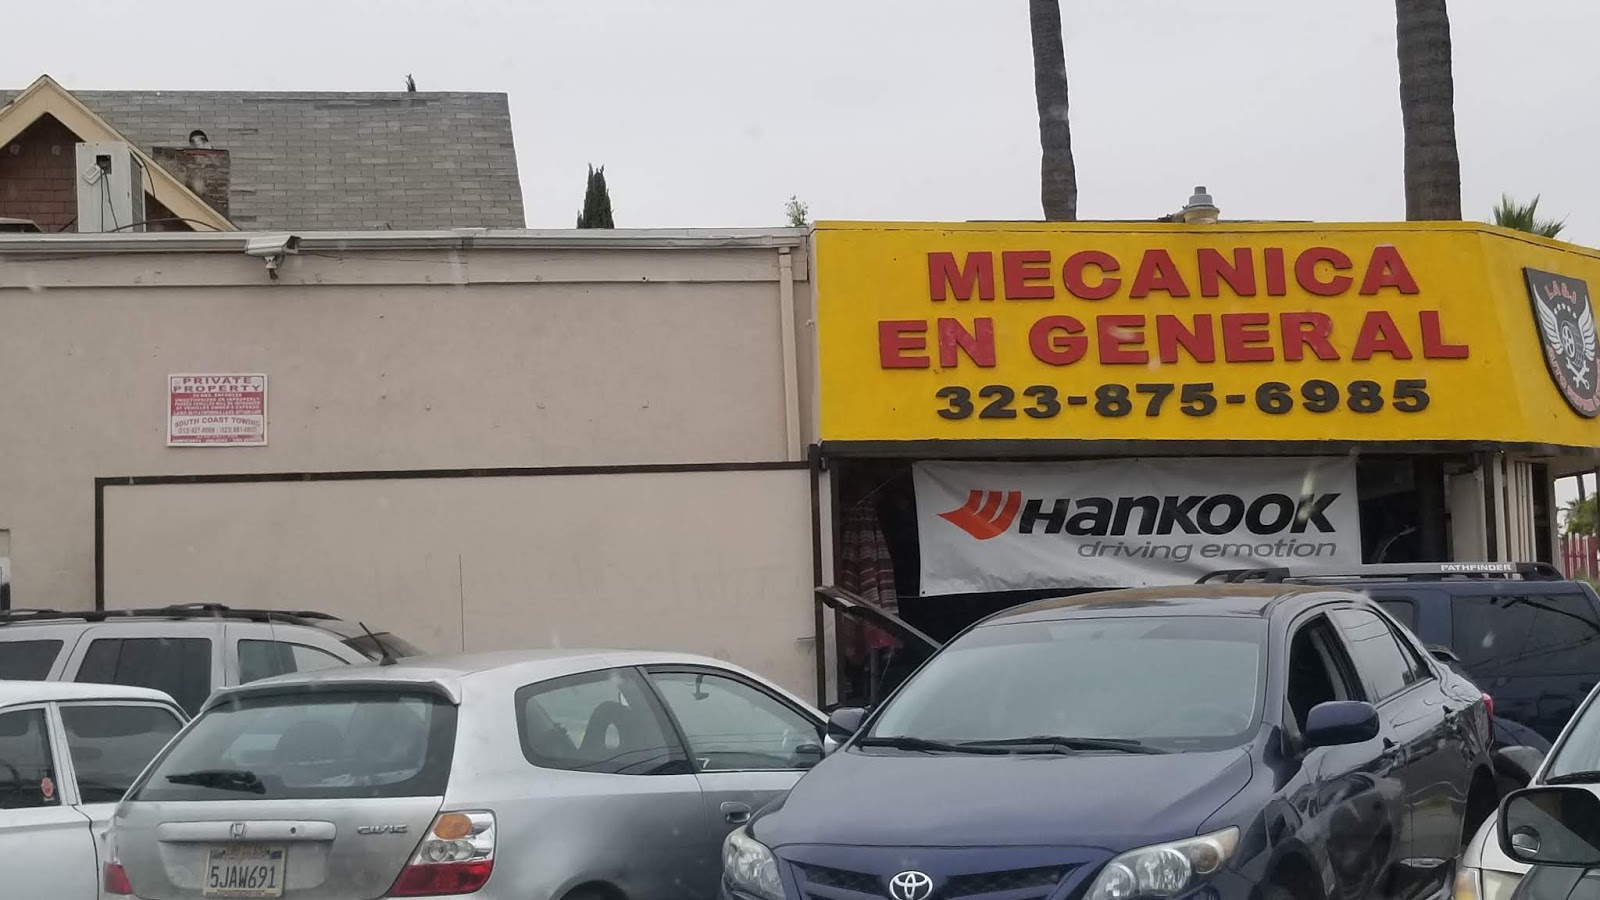 MECANICA
EN GENERAL
323-875-6985
HANKOOK
driving emotion
PRIVATE
PROPERTY
SOUTH COAST TOWING
PATHFINDER
CIVIC
5JAW691